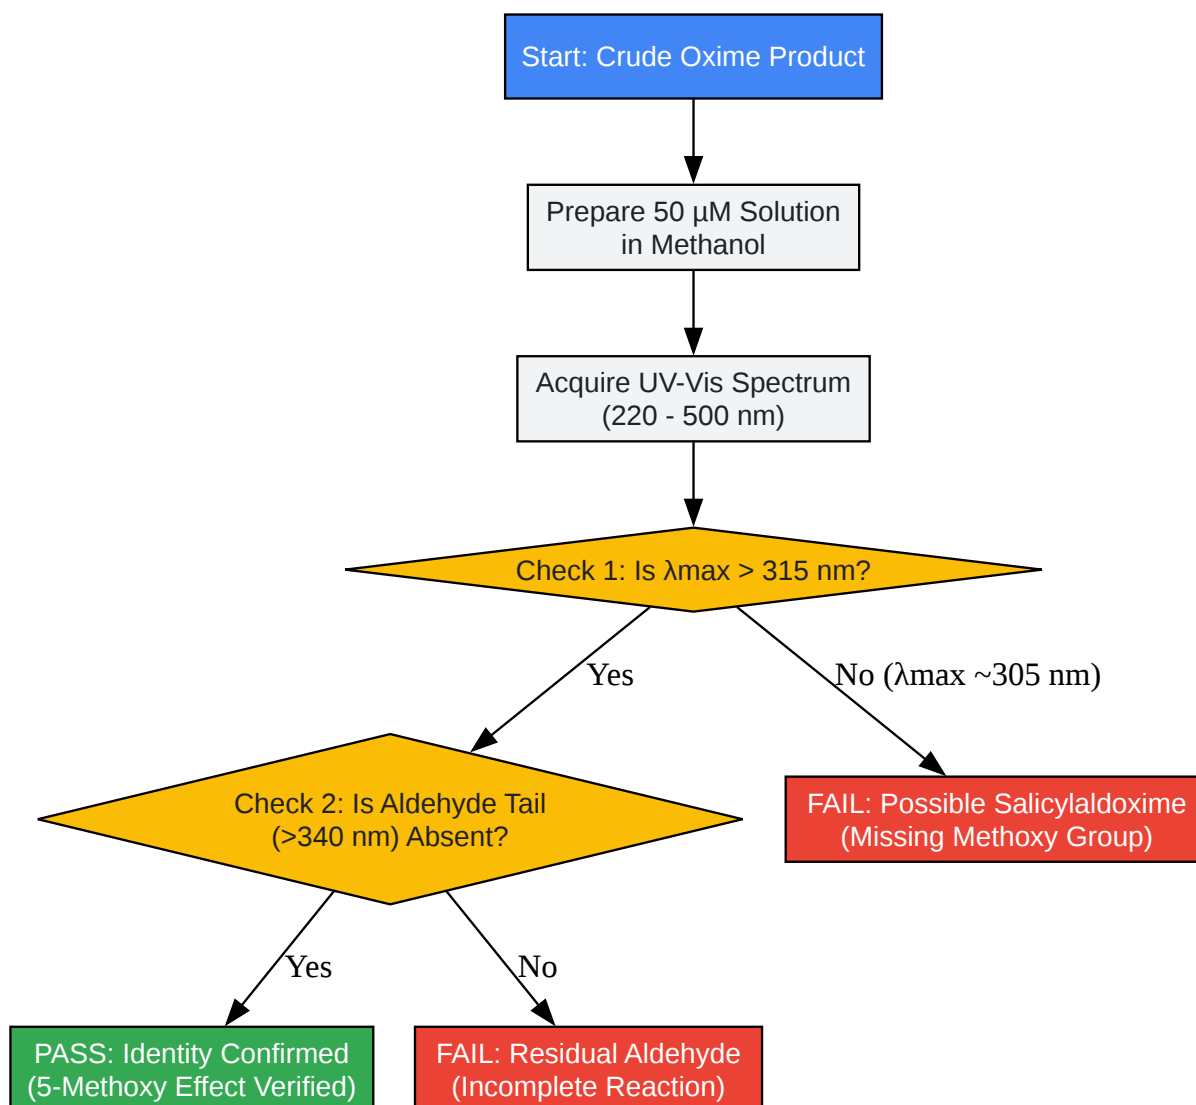 Start: Crude Oxime Product
Prepare 50 µM Solution
in Methanol
Acquire UV-Vis Spectrum
(220 - 500 nm)
Check 1: Is λmax > 315 nm?
Yes
No (λmax ~305 nm)
Check 2: Is Aldehyde Tail
(>340 nm) Absent?
FAIL: Possible Salicylaldoxime
(Missing Methoxy Group)
Yes
No
PASS: Identity Confirmed
(5-Methoxy Effect Verified)
FAIL: Residual Aldehyde
(Incomplete Reaction)